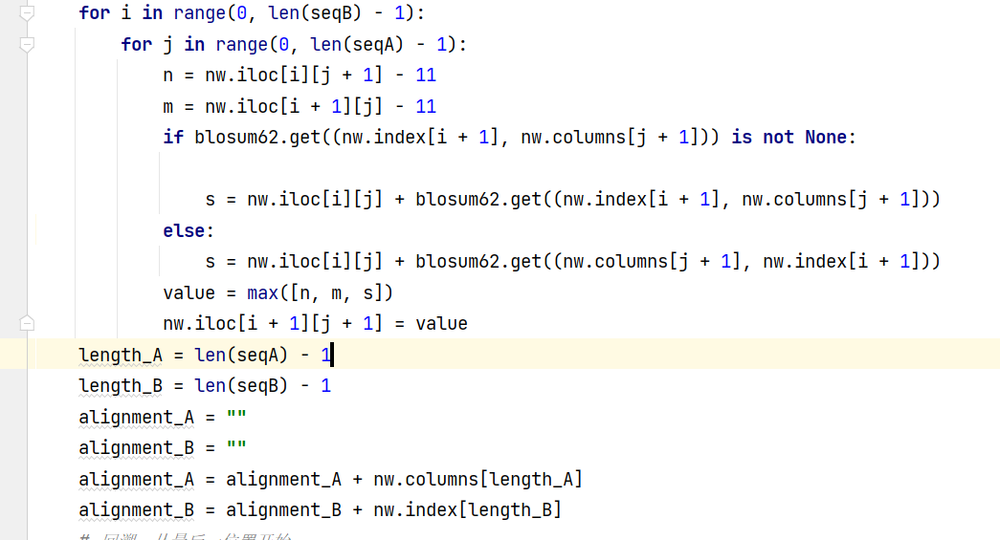 for i in range(0, len(seqB) - 1):
for j in range(0, len(seqA) - 1):
n = nw.iloc[i][j + 1] - 11
m = nw.iloc[i + 1][j] - 11
if blosum62.get((nw.index[i + 1], nw.columns[j + 1])) is not None:
s = nw.iloc[i][j] + blosum62.get((nw.index[i + 1], nw.columns[j + 1]))
else:
s = nw.iloc[i][j] + blosum62.get((nw.columns[j + 1], nw.index[i + 1]))
value = max([n, m, s])
nw.iloc[i + 1][j + 1] = value
length_A = len(seqA) - 1
length_B = len(seqB) - 1
alignment_A = ""
alignment_B = ""
alignment_A = alignment_A + nw.columns[length_A]
alignment_B = alignment_B + nw.index[length_B]